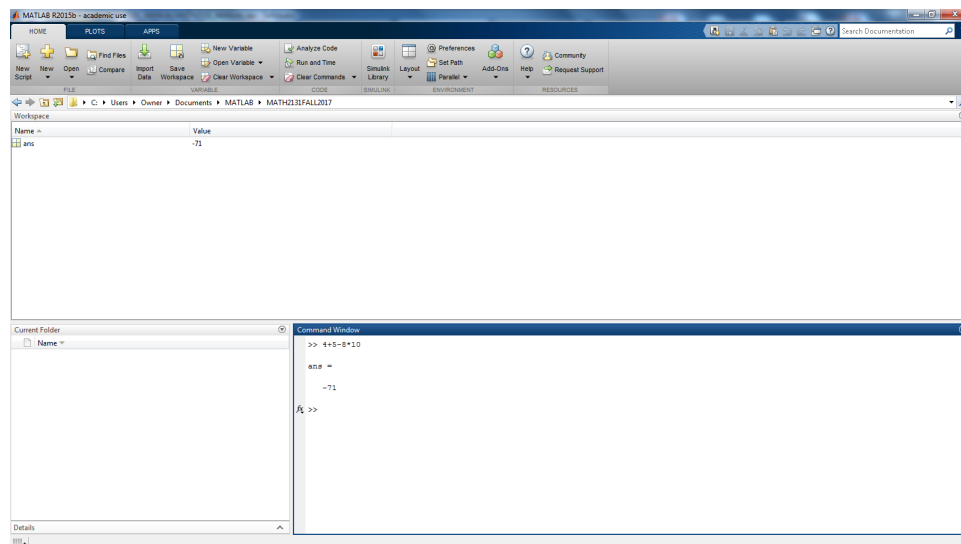 MATLAB R2015b - academic use
HOME PLOTS APPS Search Documentation
New Script New Open Find Files Compare Import Data Save Workspace New Variable Open Variable Clear Workspace Analyze Code Run and Time Clear Commands Simulink Library Layout Preferences Set Path Parallel Add-Ons Help Community Request Support
FILE VARIABLE CODE SIMULINK ENVIRONMENT RESOURCES
C: Users Owner Documents MATLAB MATH2131FALL2017
Workspace
Name Value
ans -71
Current Folder
Name
Command Window
>> 4+5-8*10
ans =
-71
fx >>
Details